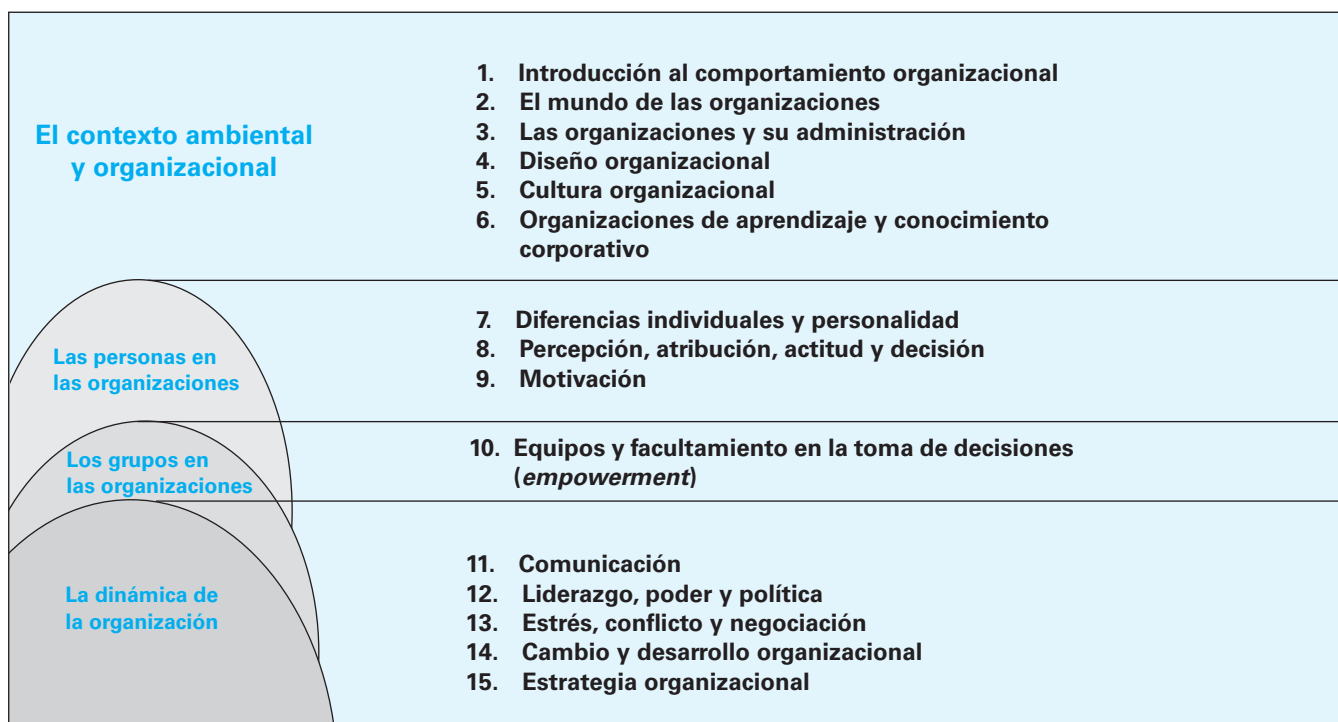 El contexto ambiental
y organizacional
1. Introducción al comportamiento organizacional
2. El mundo de las organizaciones
3. Las organizaciones y su administración
4. Diseño organizacional
5. Cultura organizacional
6. Organizaciones de aprendizaje y conocimiento
corporativo
Las personas en
las organizaciones
7. Diferencias individuales y personalidad
8. Percepción, atribución, actitud y decisión
9. Motivación
Los grupos en
las organizaciones
10. Equipos y facultamiento en la toma de decisiones
(empowerment)
La dinámica de
la organización
11. Comunicación
12. Liderazgo, poder y política
13. Estrés, conflicto y negociación
14. Cambio y desarrollo organizacional
15. Estrategia organizacional